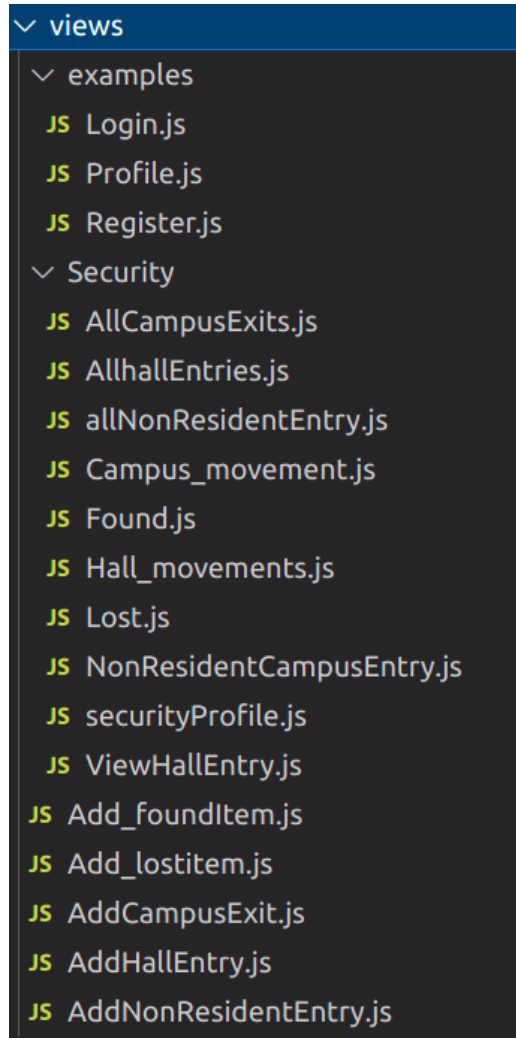 views
examples
JS Login.js
JS Profile.js
JS Register.js
Security
JS AllCampusExits.js
JS AllhallEntries.js
JS allNonResidentEntry.js
JS Campus_movement.js
JS Found.js
JS Hall_movements.js
JS Lost.js
JS NonResidentCampusEntry.js
JS securityProfile.js
JS ViewHallEntry.js
JS Add_foundItem.js
JS Add_lostitem.js
JS AddCampusExit.js
JS AddHallEntry.js
JS AddNonResidentEntry.js